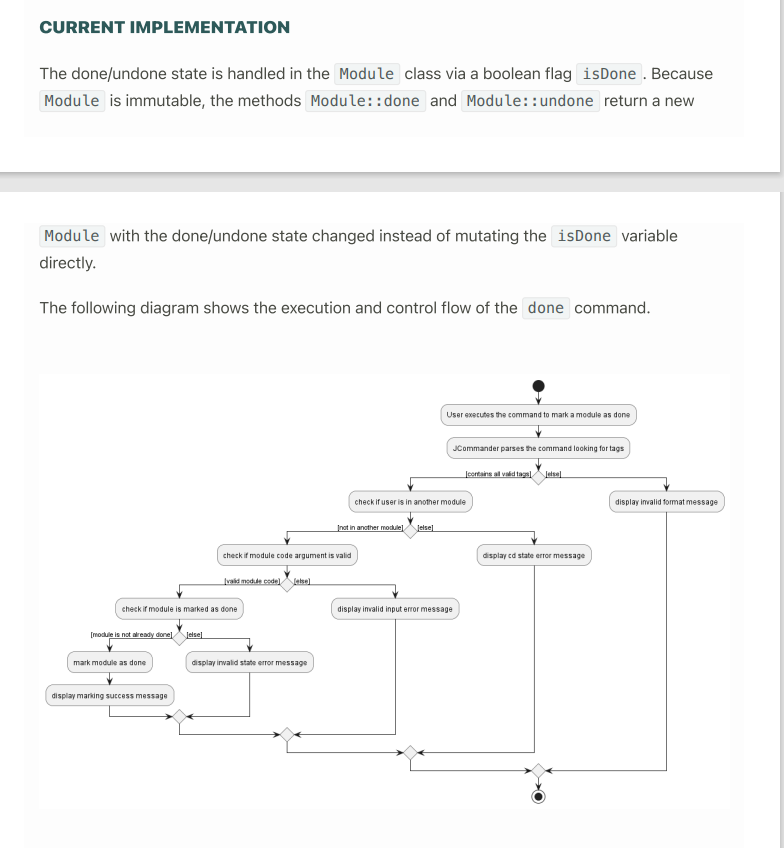 CURRENT IMPLEMENTATION
The done/undone state is handled in the Module class via a boolean flag isDone . Because
Module is immutable, the methods Module::done and Module::undone return a new
Module with the done/undone state changed instead of mutating the isDone variable
directly.
The following diagram shows the execution and control flow of the done command.
User executes the command to mark a module as done
JCommander parses the command looking for tags
[contains all valid tags] [else]
check if user is in another module
display invalid format message
[not in another module] [else]
check if module code argument is valid
display cd state error message
[valid module code] [else]
check if module is marked as done
display invalid input error message
[module is not already done] [else]
mark module as done
display invalid state error message
display marking success message